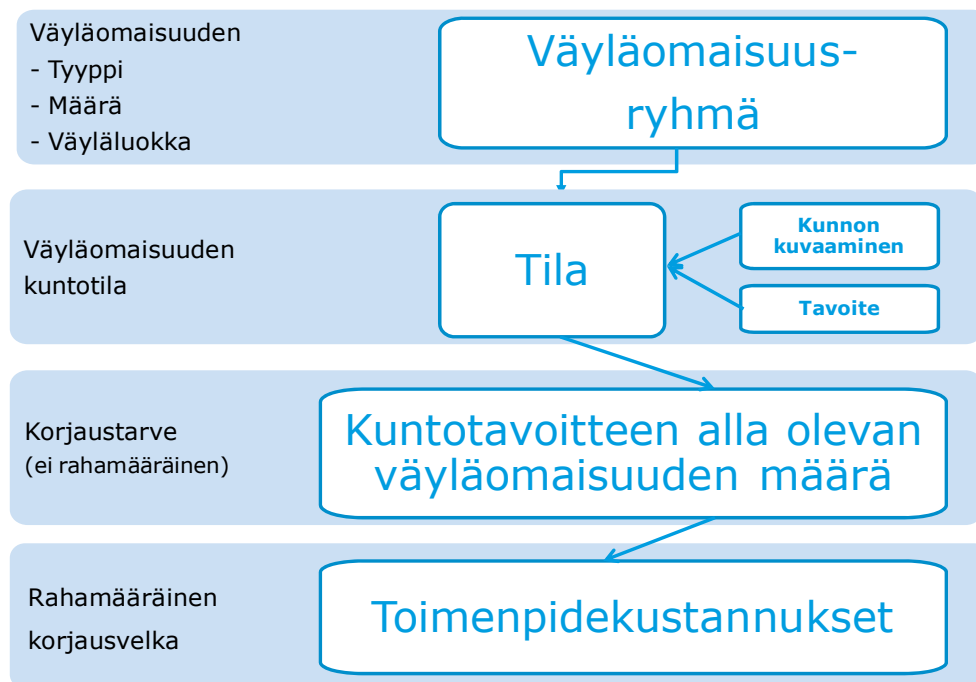 Väyläomaisuuden
- Tyyppi
- Määrä
- Väyläluokka
Väyläomaisuus-
ryhmä
Väyläomaisuuden
kuntotila
Tila
Kunnon
kuvaaminen
Tavoite
Korjaustarve
(ei rahamääräinen)
Kuntotavoitteen alla olevan
väyläomaisuuden määrä
Rahamääräinen
korjausvelka
Toimenpidekustannukset